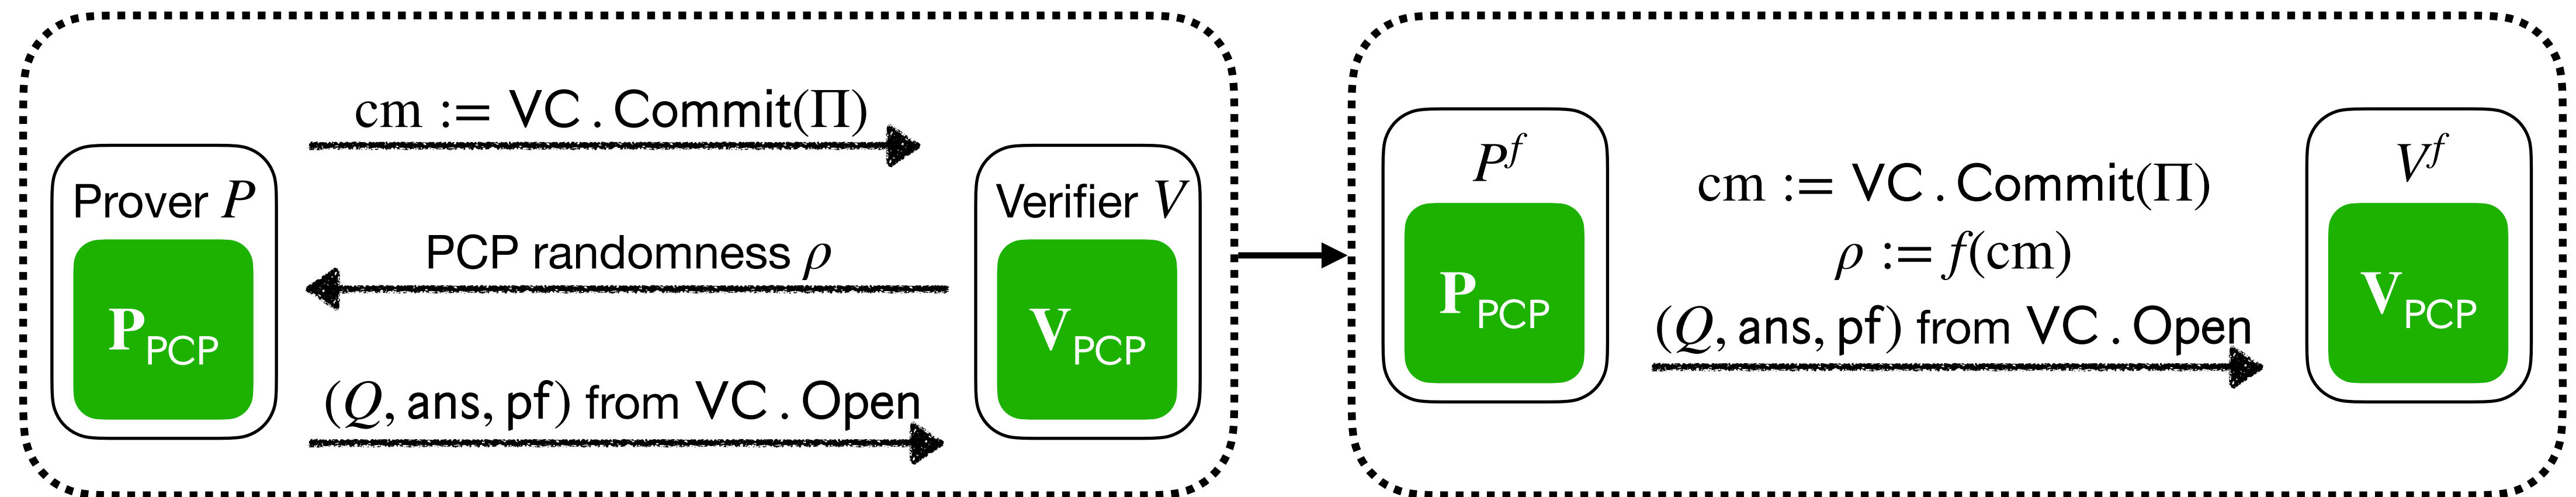 cm := VC . Commit(Π)
Prover P
P_PCP
PCP randomness ρ
(Q, ans, pf) from VC . Open
Verifier V
V_PCP
P^f
P_PCP
cm := VC . Commit(Π)
ρ := f(cm)
(Q, ans, pf) from VC . Open
V^f
V_PCP